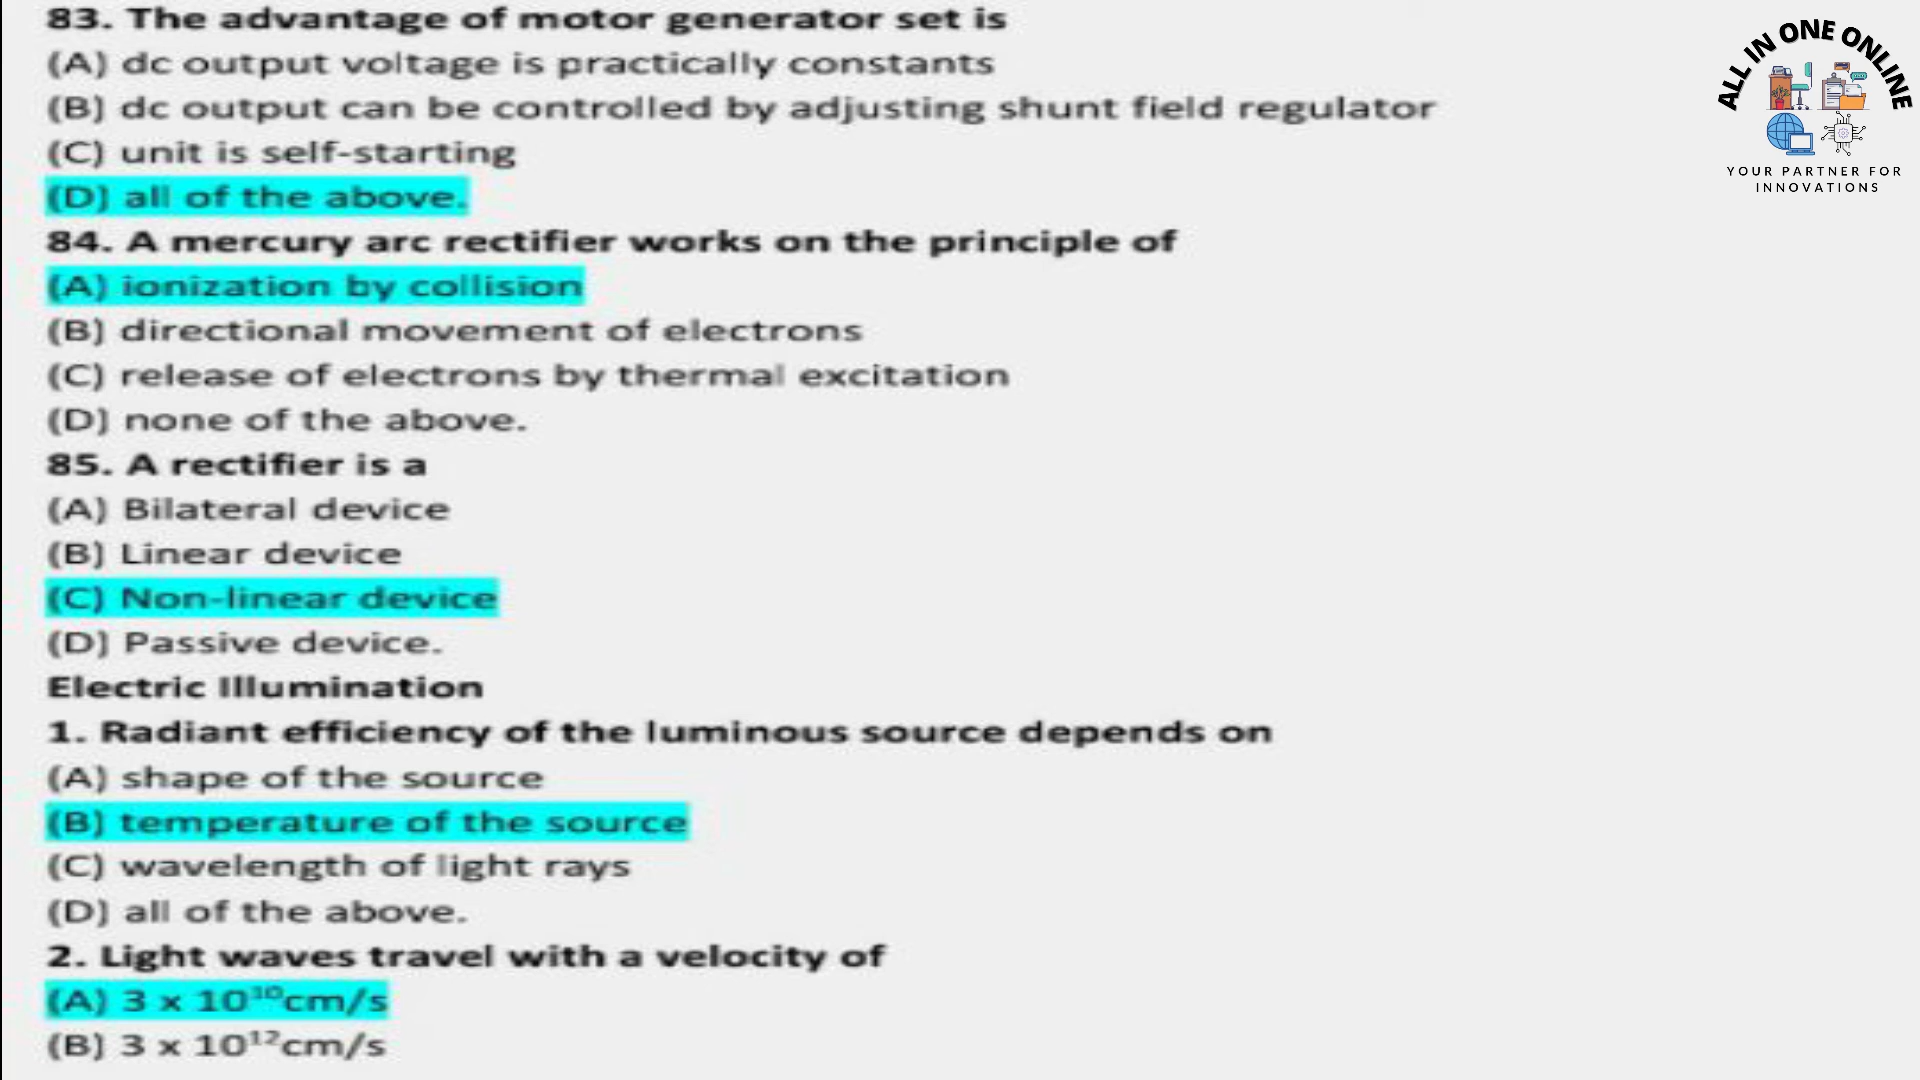 83. The advantage of motor generator set is
(A) dc output voltage is practically constants
(B) dc output can be controlled by adjusting shunt field regulator
(C) unit is self-starting
(D) all of the above.
84. A mercury arc rectifier works on the principle of
(A) ionization by collision
(B) directional movement of electrons
(C) release of electrons by thermal excitation
(D) none of the above.
85. A rectifier is a
(A) Bilateral device
(B) Linear device
(C) Non-linear device
(D) Passive device.
Electric Illumination
1. Radiant efficiency of the luminous source depends on
(A) shape of the source
(B) temperature of the source
(C) wavelength of light rays
(D) all of the above.
2. Light waves travel with a velocity of
(A) 3 x 10¹⁰cm/s
(B) 3 x 10¹²cm/s
ALL IN ONE ONLINE
YOUR PARTNER FOR
INNOVATIONS